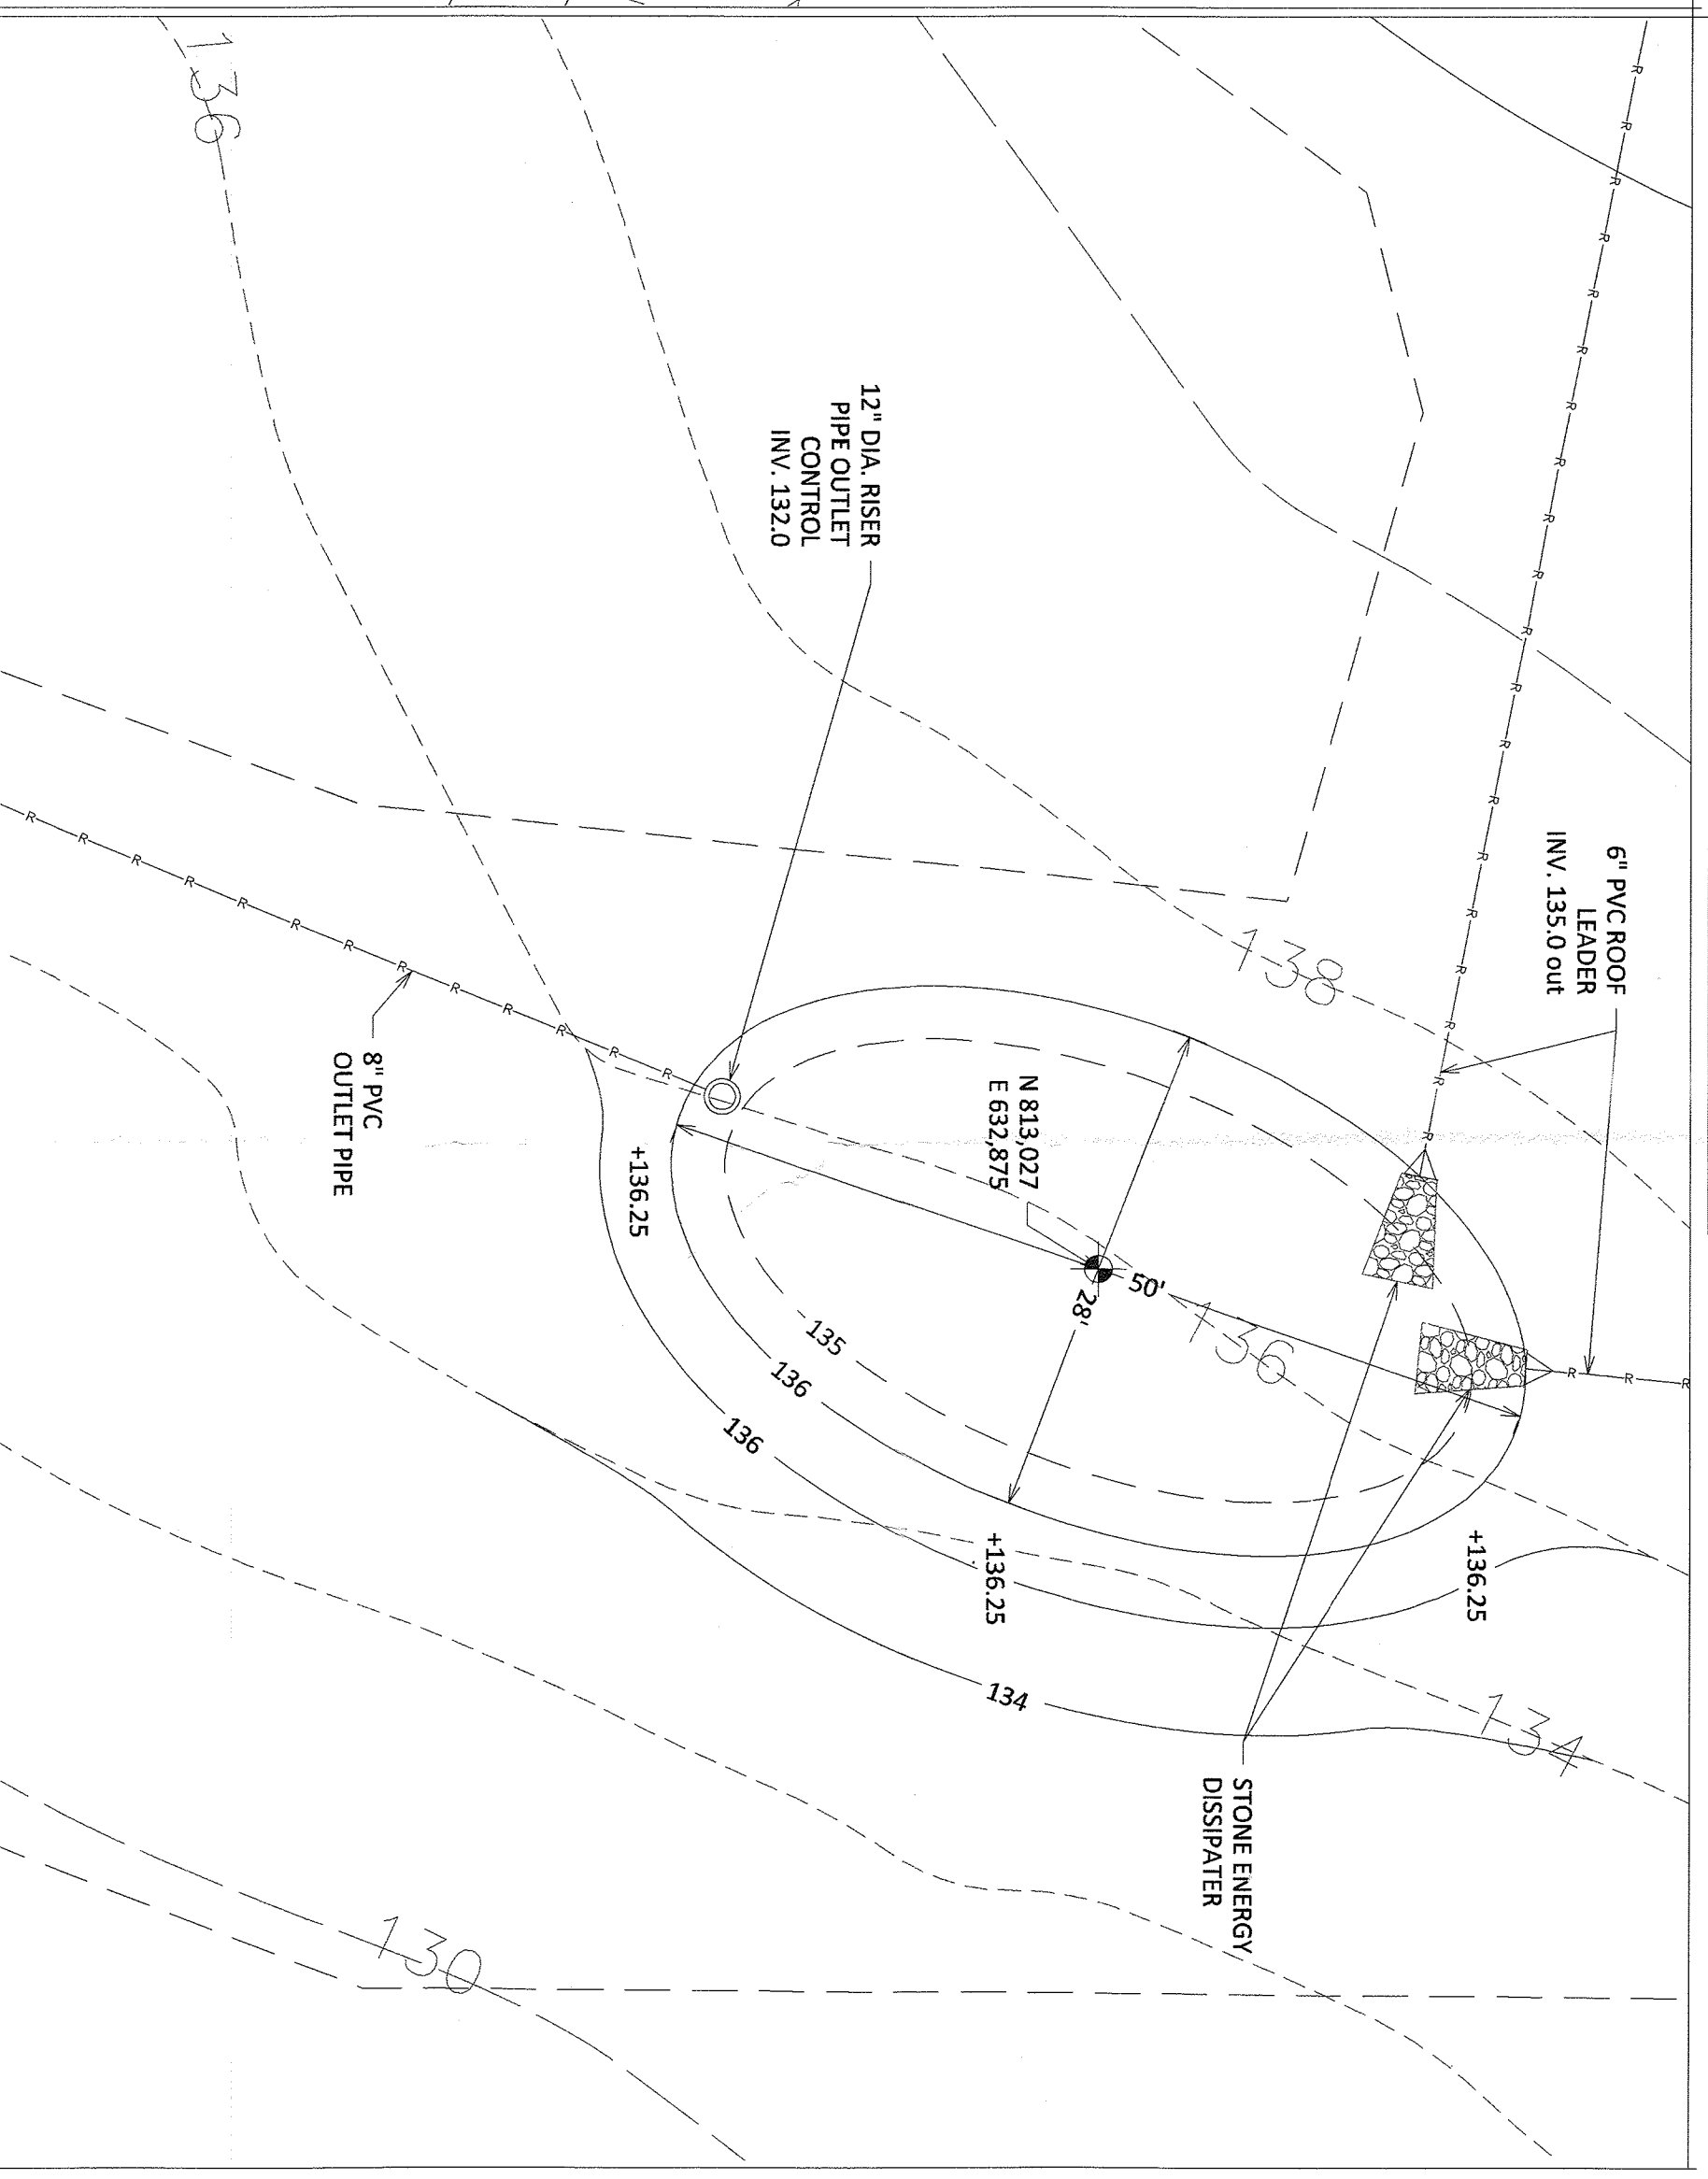 6" PVC ROOF
LEADER
INV. 135.0 out
12" DIA. RISER
PIPE OUTLET
CONTROL
INV. 132.0
N 813,027
E 632,875
8" PVC
OUTLET PIPE
STONE ENERGY
DISSIPATER
50'
28'
+136.25
+136.25
+136.25
135
136
136
134
136
138
136
134
130
R R R R R R R R R R R R R R R R R R R R
R R R
R R R R R R R R R R R R R